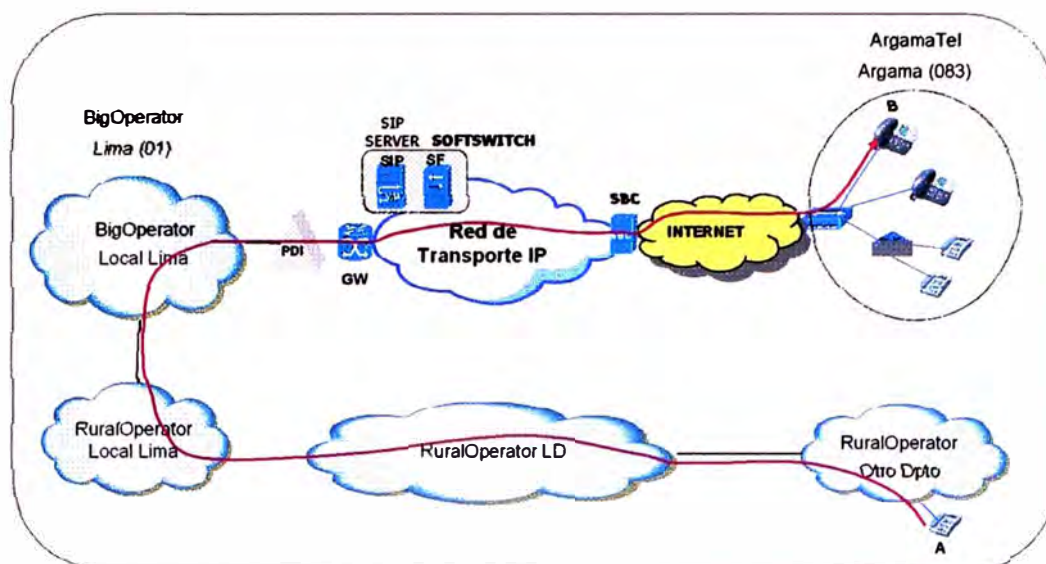 ArgamaTel
Argama (083)
B
BigOperator
Lima (01)
SIP
SERVER
SOFTSWITCH
SIP
SF
SBC
BigOperator
Local Lima
PDI
GW
Red de
Transporte IP
INTERNET
RuralOperator
Local Lima
RuralOperator LD
RuralOperator
Otro Dpto
A